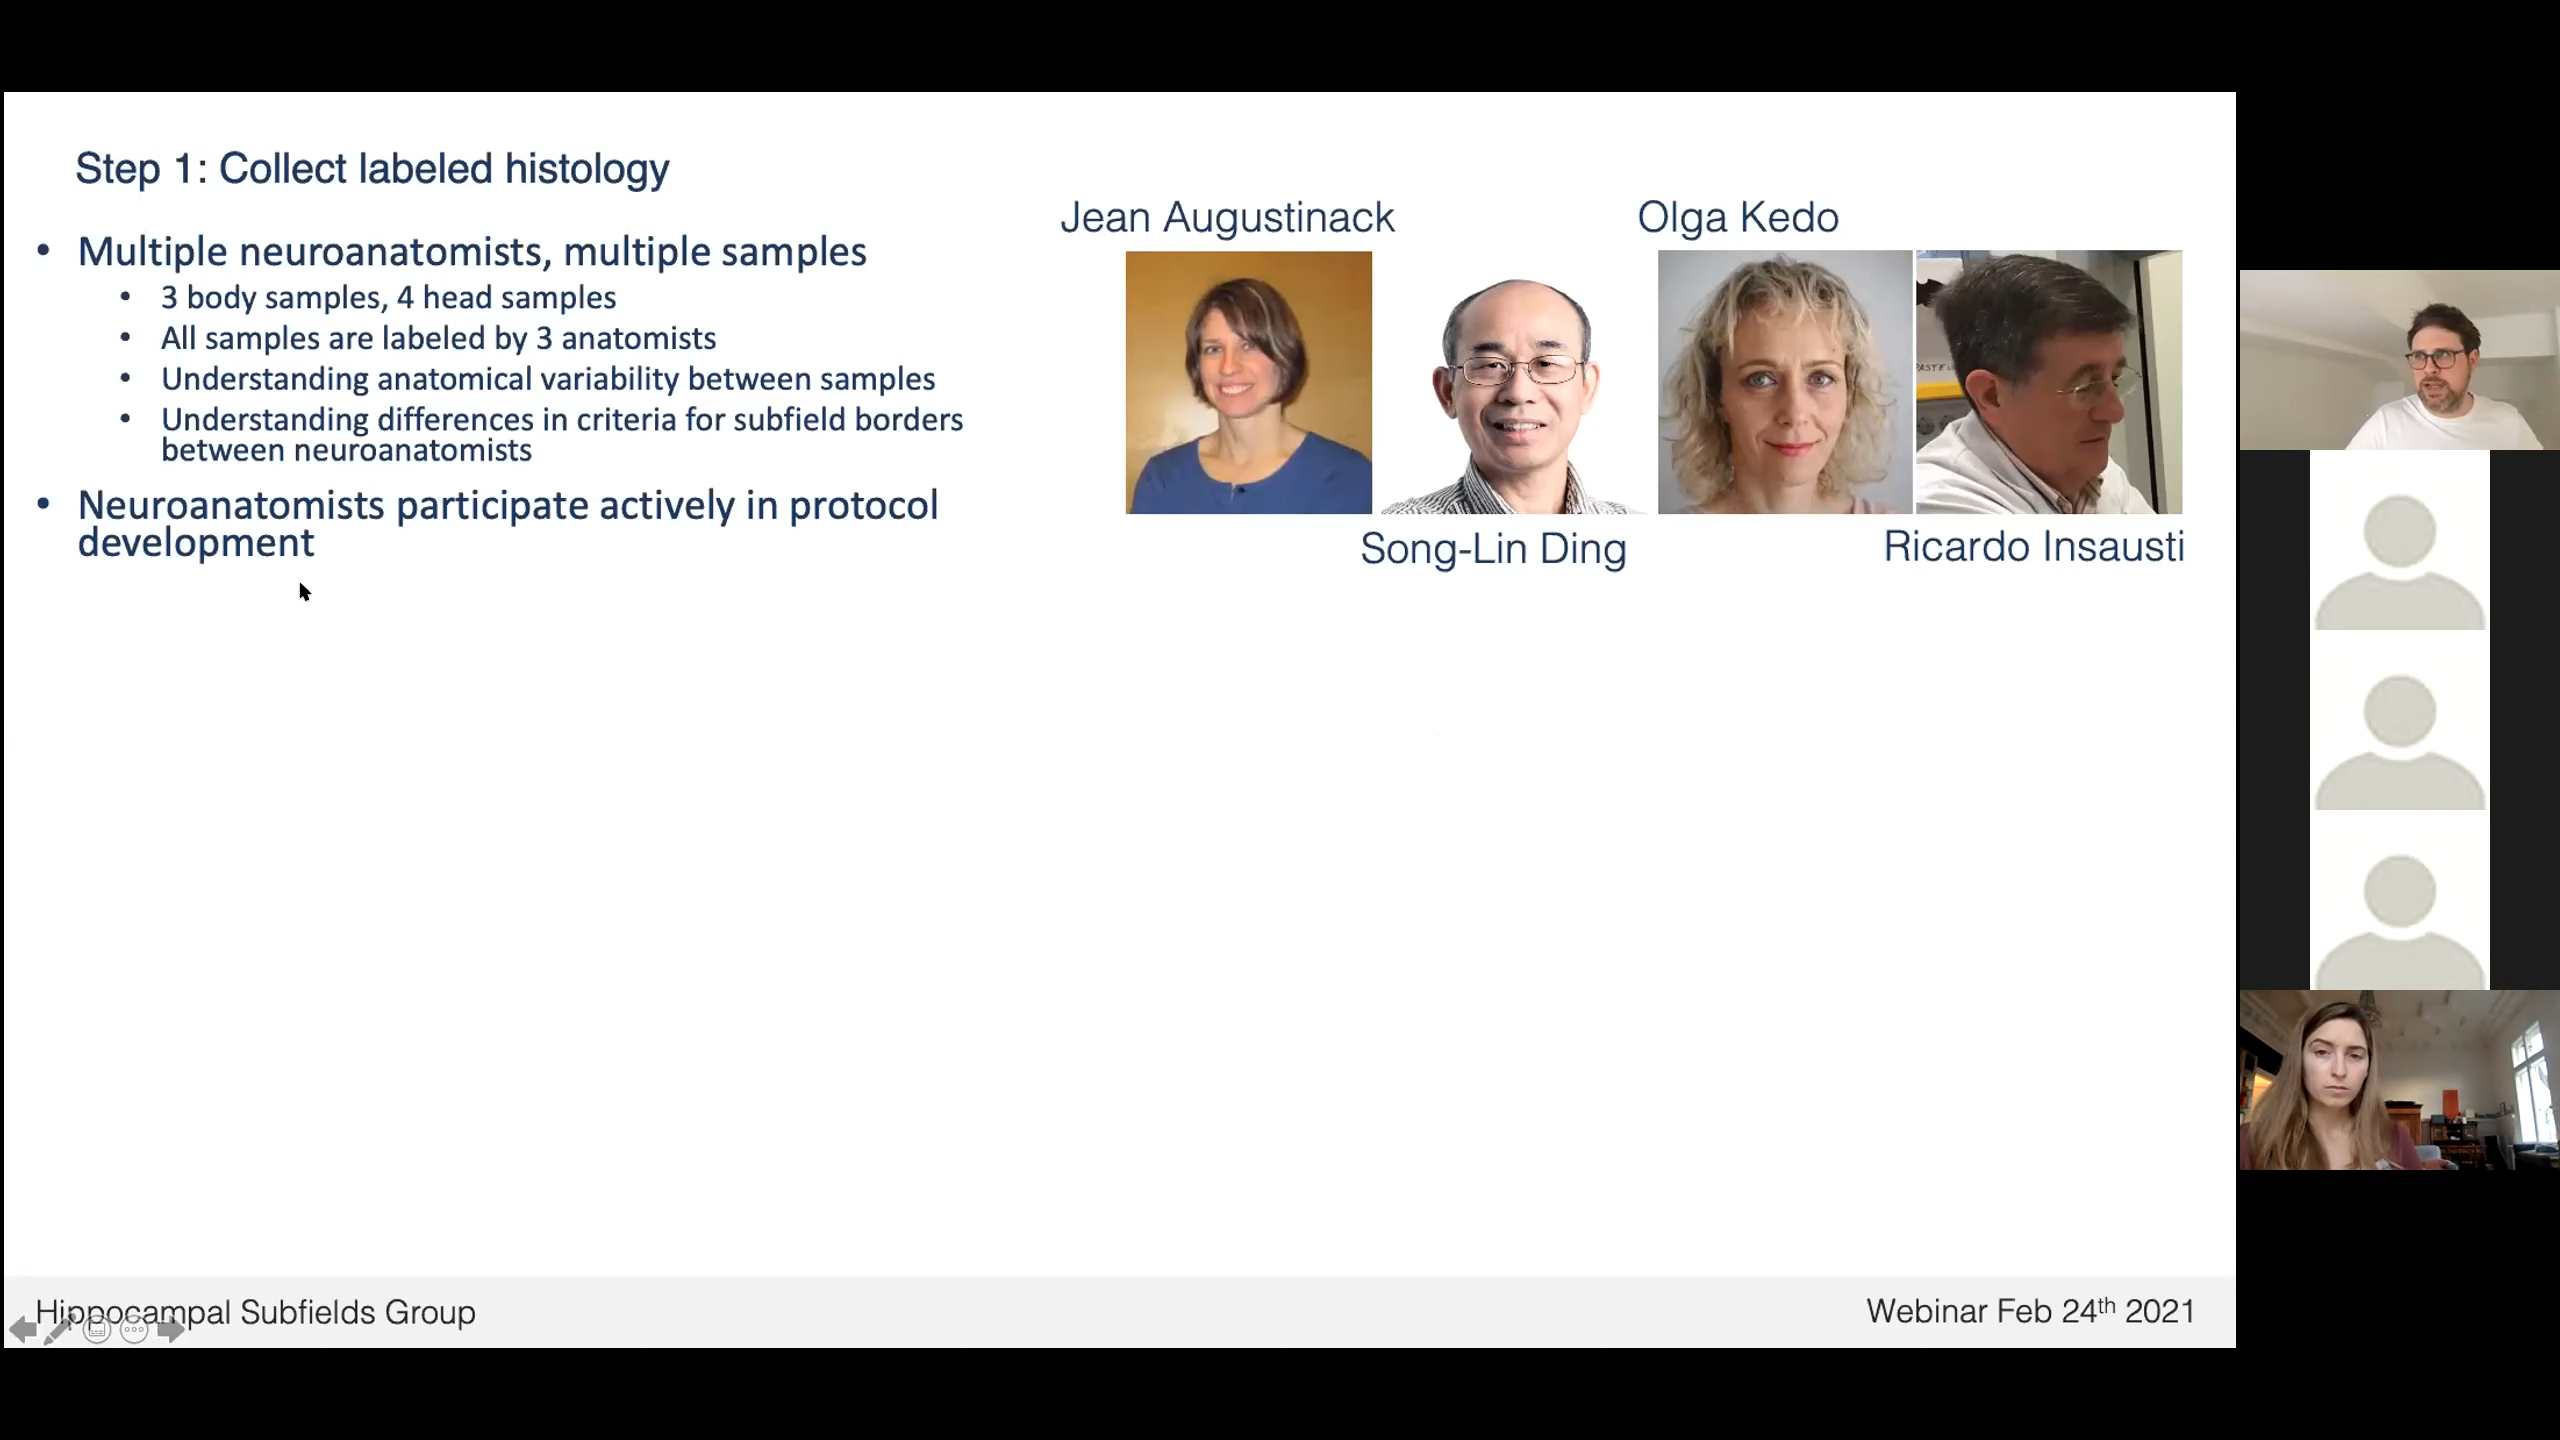 Step 1: Collect labeled histology
• Multiple neuroanatomists, multiple samples
• 3 body samples, 4 head samples
• All samples are labeled by 3 anatomists
• Understanding anatomical variability between samples
• Understanding differences in criteria for subfield borders
between neuroanatomists
• Neuroanatomists participate actively in protocol
development
Jean Augustinack
Olga Kedo
Song-Lin Ding
Ricardo Insausti
Hippocampal Subfields Group
Webinar Feb 24th 2021